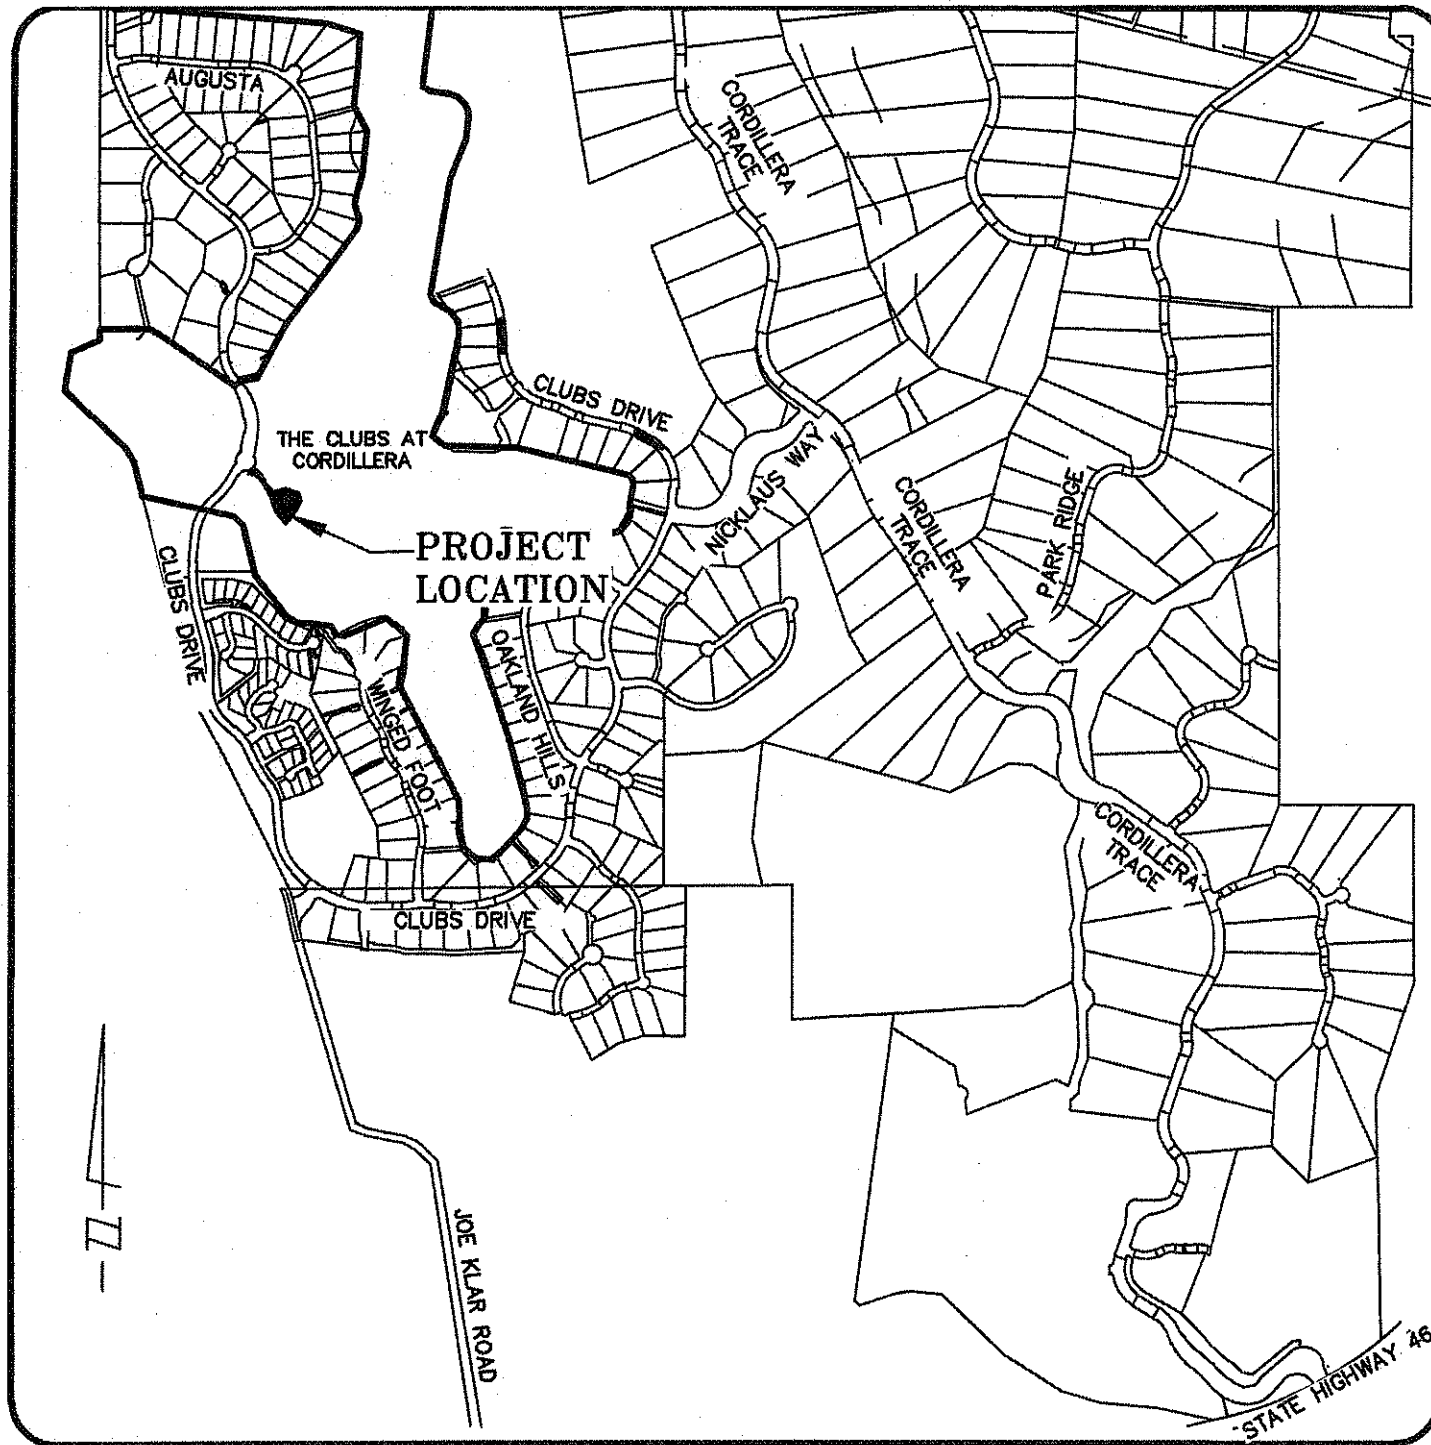 AUGUSTA
CORDILLERA
TRACE
CLUBS DRIVE
THE CLUBS AT
CORDILLERA
NICKLAUS WAY
CORDILLERA
TRACE
PARK RIDGE
PROJECT
LOCATION
CLUBS DRIVE
OAKLAND HILLS
WINGED FOOT
CORDILLERA
TRACE
CLUBS DRIVE
N
JOE KLAR ROAD
STATE HIGHWAY 46